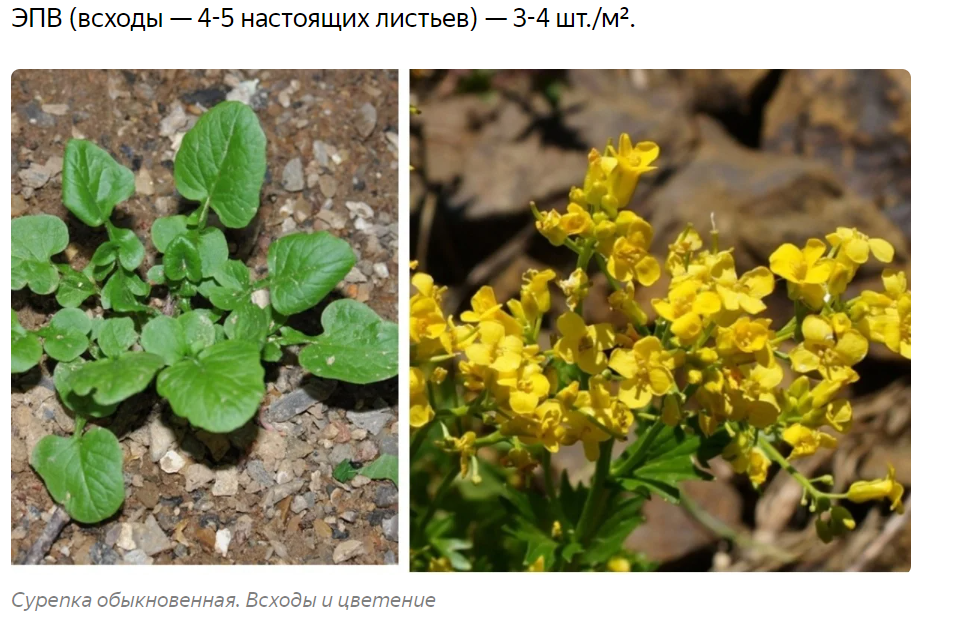 ЭПВ (всходы — 4-5 настоящих листьев) — 3-4 шт./м².
Сурепка обыкновенная. Всходы и цветение